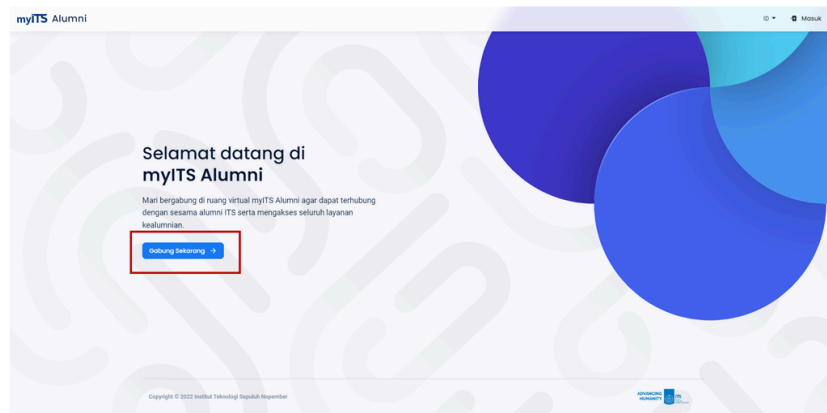 myITS Alumni
ID
Masuk
Selamat datang di
myITS Alumni
Mari bergabung di ruang virtual myITS Alumni agar dapat terhubung
dengan sesama alumni ITS serta mengakses seluruh layanan
kealumnian.
Gabung Sekarang →
Copyright © 2022 Institut Teknologi Sepuluh Nopember
ADVANCING
HUMANITY